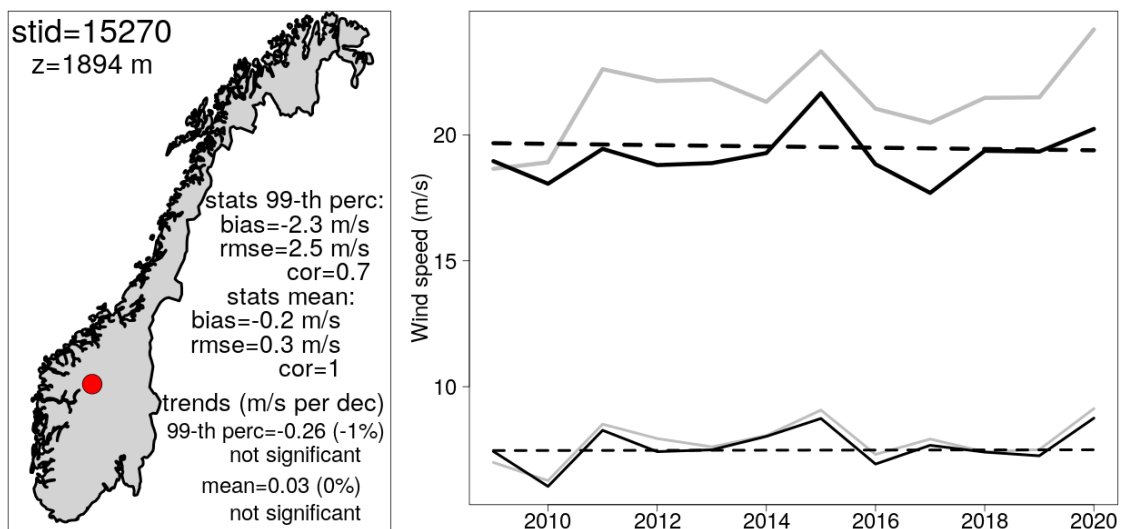 stid=15270
z=1894 m
stats 99-th perc:
bias=-2.3 m/s
rmse=2.5 m/s
cor=0.7
stats mean:
bias=-0.2 m/s
rmse=0.3 m/s
cor=1
trends (m/s per dec)
99-th perc=-0.26 (-1%)
not significant
mean=0.03 (0%)
not significant
Wind speed (m/s)
20
15
10
2010 2012 2014 2016 2018 2020